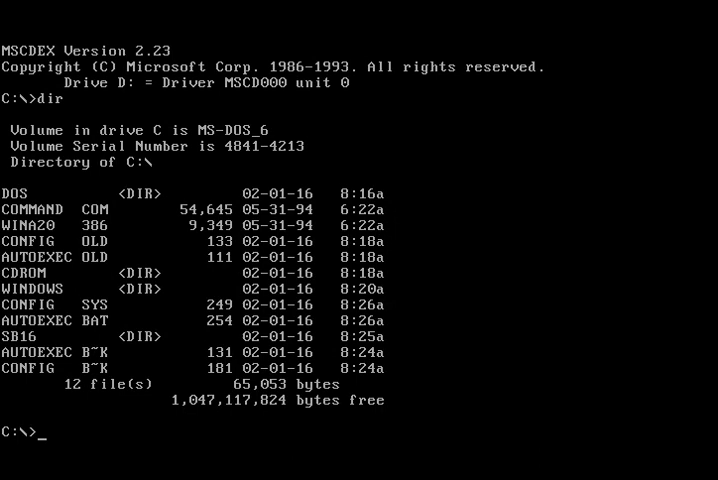 MSCDEX Version 2.23
Copyright (C) Microsoft Corp. 1986-1993. All rights reserved.
        Drive D: = Driver MSCD000 unit 0
C:\>dir

 Volume in drive C is MS-DOS_6
 Volume Serial Number is 4841-4213
 Directory of C:\

DOS          <DIR>         02-01-16   8:16a
COMMAND  COM        54,645 05-31-94   6:22a
WINA20   386         9,349 05-31-94   6:22a
CONFIG   OLD           133 02-01-16   8:18a
AUTOEXEC OLD           111 02-01-16   8:18a
CDROM        <DIR>         02-01-16   8:18a
WINDOWS      <DIR>         02-01-16   8:20a
CONFIG   SYS           249 02-01-16   8:26a
AUTOEXEC BAT           254 02-01-16   8:26a
SB16         <DIR>         02-01-16   8:25a
AUTOEXEC B~K           131 02-01-16   8:24a
CONFIG   B~K           181 02-01-16   8:24a
       12 file(s)         65,053 bytes
                   1,047,117,824 bytes free

C:\>_